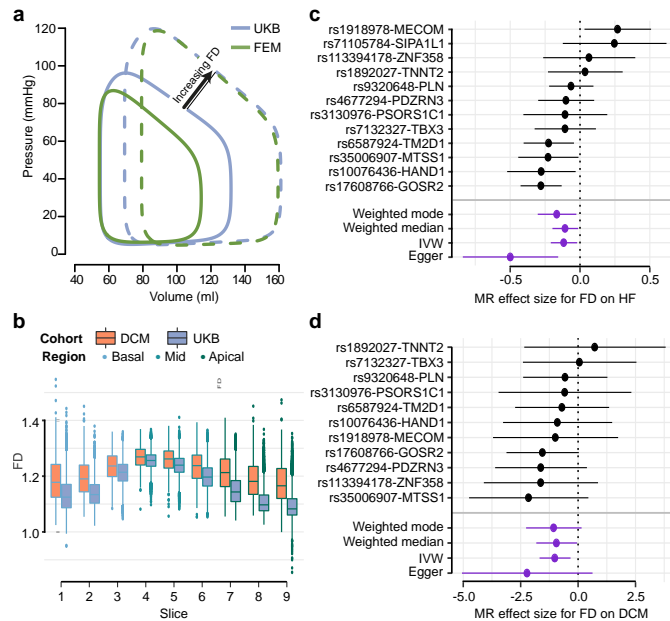 a
Pressure (mmHg)
120
100
80
60
40
20
0
UKB
FEM
Increasing FD
40 60 80 100 120 140 160
Volume (ml)
b
Cohort DCM UKB
Region Basal Mid Apical
FD
FD
1.4
1.2
1.0
1 2 3 4 5 6 7 8 9
Slice
c
rs1918978-MECOM
rs71105784-SIPA1L1
rs113394178-ZNF358
rs1892027-TNNT2
rs9320648-PLN
rs4677294-PDZRN3
rs3130976-PSORS1C1
rs7132327-TBX3
rs6587924-TM2D1
rs35006907-MTSS1
rs10076436-HAND1
rs17608766-GOSR2
Weighted mode
Weighted median
IVW
Egger
-0.5 0.0 0.5
MR effect size for FD on HF
d
rs1892027-TNNT2
rs7132327-TBX3
rs9320648-PLN
rs3130976-PSORS1C1
rs6587924-TM2D1
rs10076436-HAND1
rs1918978-MECOM
rs17608766-GOSR2
rs4677294-PDZRN3
rs113394178-ZNF358
rs35006907-MTSS1
Weighted mode
Weighted median
IVW
Egger
-5.0 -2.5 0.0 2.5
MR effect size for FD on DCM